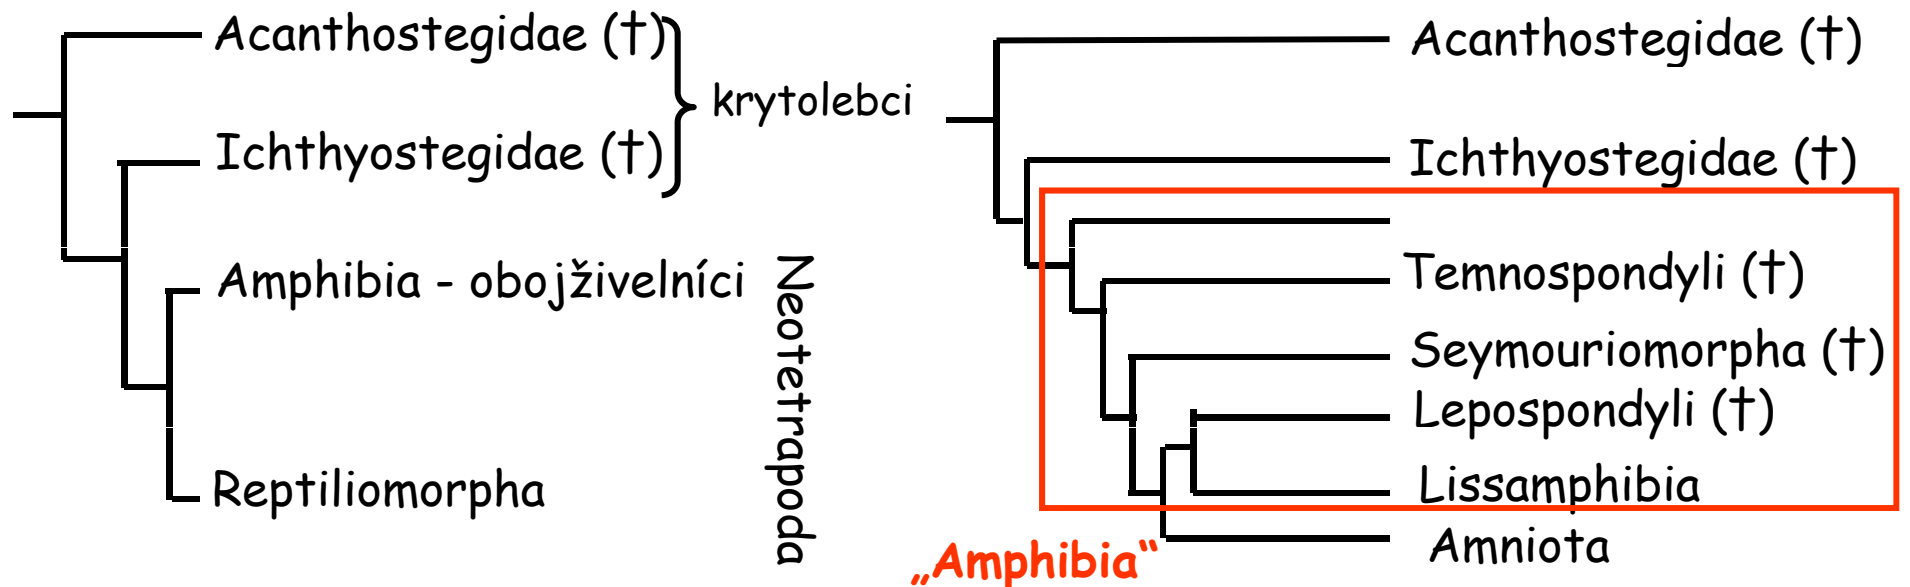 Acanthostegidae (†)
krytolebci
Ichthyostegidae (†)
Amphibia - obojživelníci
Reptiliomorpha
Neotetrapoda
Acanthostegidae (†)
Ichthyostegidae (†)
Temnospondyli (†)
Seymouriomorpha (†)
Lepospondyli (†)
Lissamphibia
Amniota
„Amphibia“